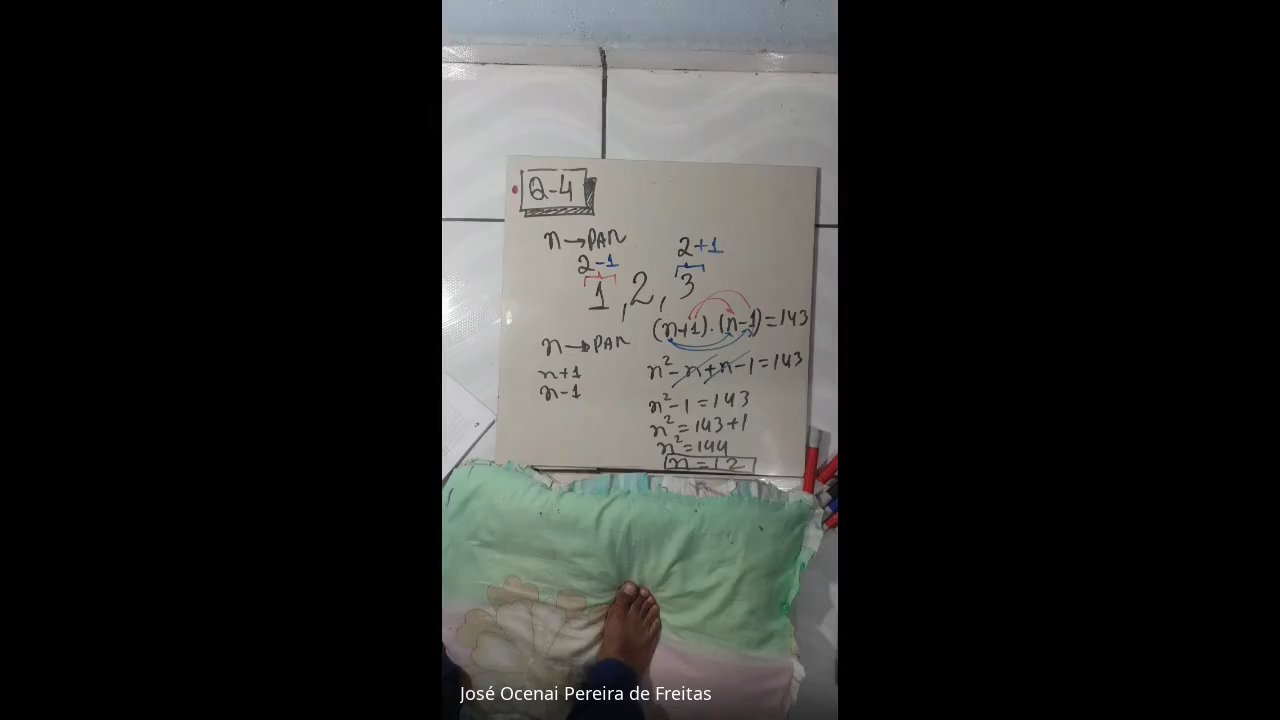 Q-4
n→PAR
2-1
2+1
1, 2, 3
(n+1).(n-1)=143
n→PAR
n+1
n-1
n²-n+n-1=143
n²-1=143
n²=143+1
n²=144
n=12
José Ocenai Pereira de Freitas